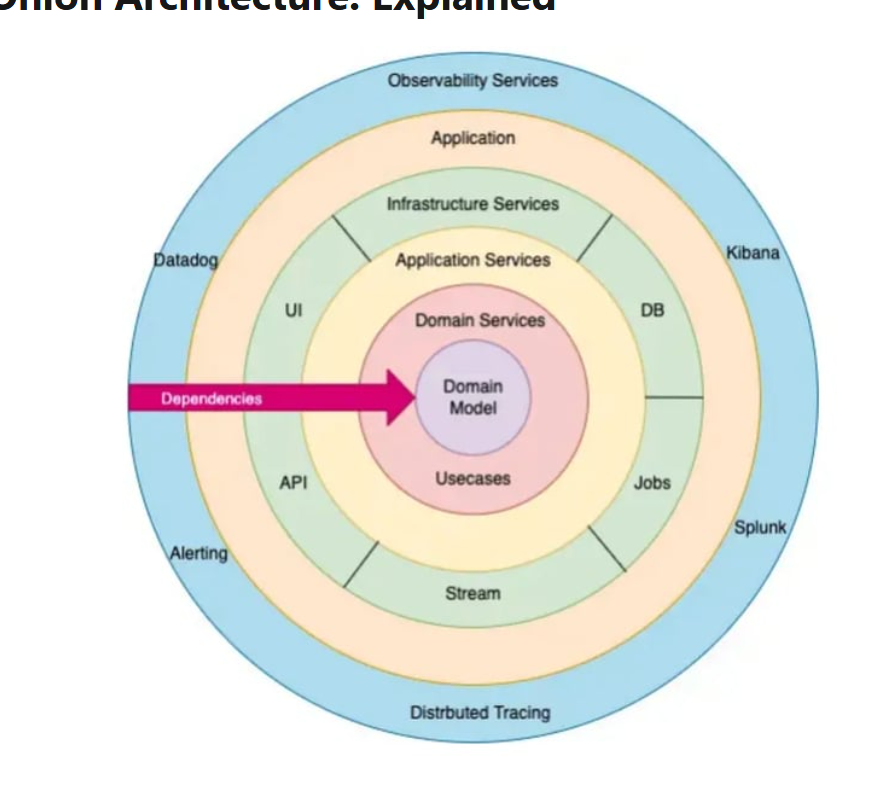 Onion Architecture: Explained
Observability Services
Application
Infrastructure Services
Datadog
Kibana
Application Services
UI
DB
Domain Services
Domain
Model
Dependencies
Usecases
API
Jobs
Splunk
Alerting
Stream
Distrbuted Tracing